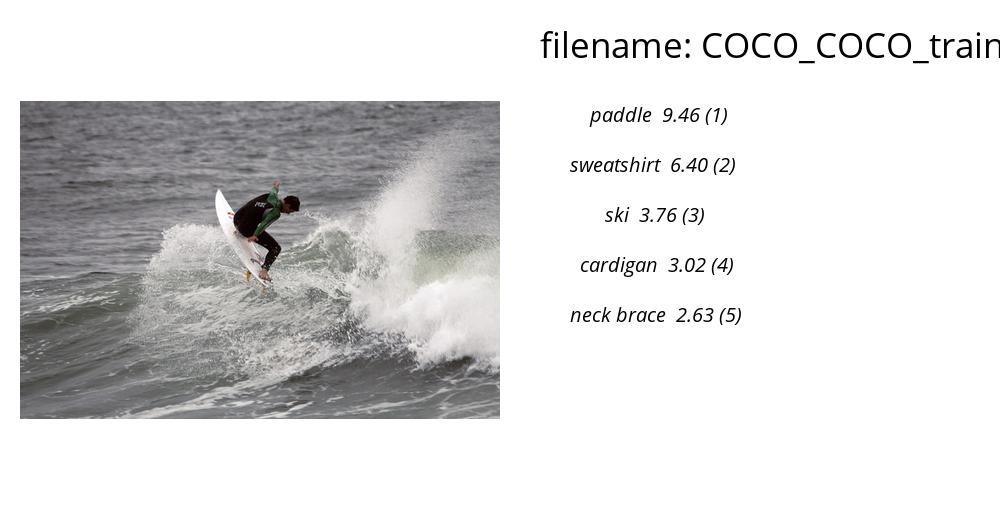 filename: COCO_COCO_train
paddle 9.46 (1)
sweatshirt 6.40 (2)
ski 3.76 (3)
cardigan 3.02 (4)
neck brace 2.63 (5)